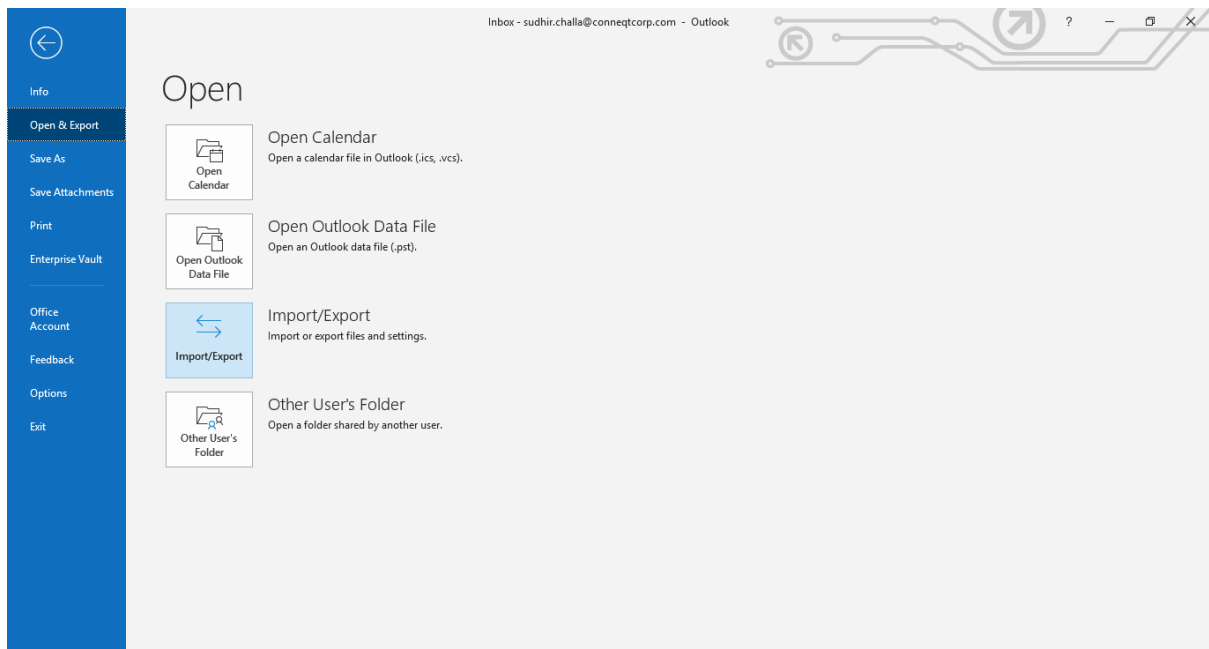 Inbox - sudhir.challa@conneqtcorp.com - Outlook
?
Info
Open & Export
Save As
Save Attachments
Print
Enterprise Vault
Office
Account
Feedback
Options
Exit
Open
Open
Calendar
Open Calendar
Open a calendar file in Outlook (.ics, .vcs).
Open Outlook
Data File
Open Outlook Data File
Open an Outlook data file (.pst).
Import/Export
Import/Export
Import or export files and settings.
Other User's
Folder
Other User's Folder
Open a folder shared by another user.